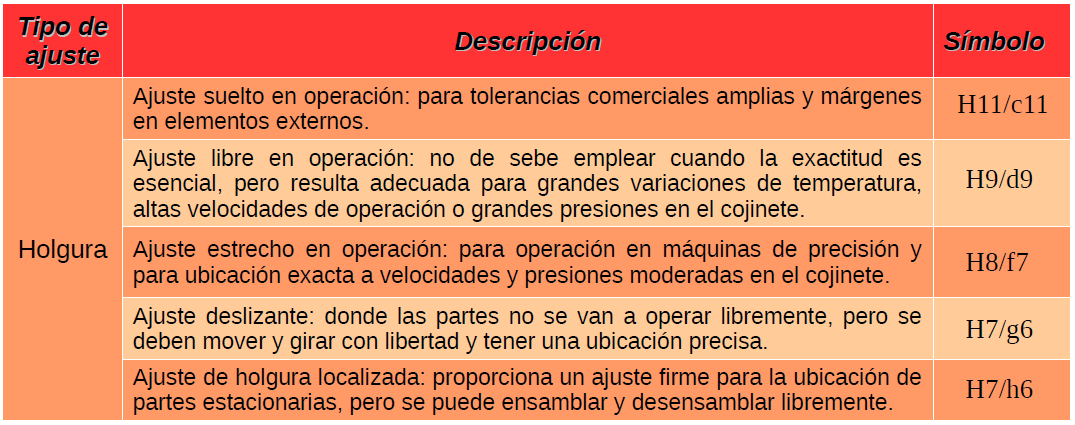 Tipo de
ajuste
Descripción
Símbolo
Holgura
Ajuste suelto en operación: para tolerancias comerciales amplias y márgenes
en elementos externos.
H11/c11
Ajuste libre en operación: no de sebe emplear cuando la exactitud es
esencial, pero resulta adecuada para grandes variaciones de temperatura,
altas velocidades de operación o grandes presiones en el cojinete.
H9/d9
Ajuste estrecho en operación: para operación en máquinas de precisión y
para ubicación exacta a velocidades y presiones moderadas en el cojinete.
H8/f7
Ajuste deslizante: donde las partes no se van a operar libremente, pero se
deben mover y girar con libertad y tener una ubicación precisa.
H7/g6
Ajuste de holgura localizada: proporciona un ajuste firme para la ubicación de
partes estacionarias, pero se puede ensamblar y desensamblar libremente.
H7/h6